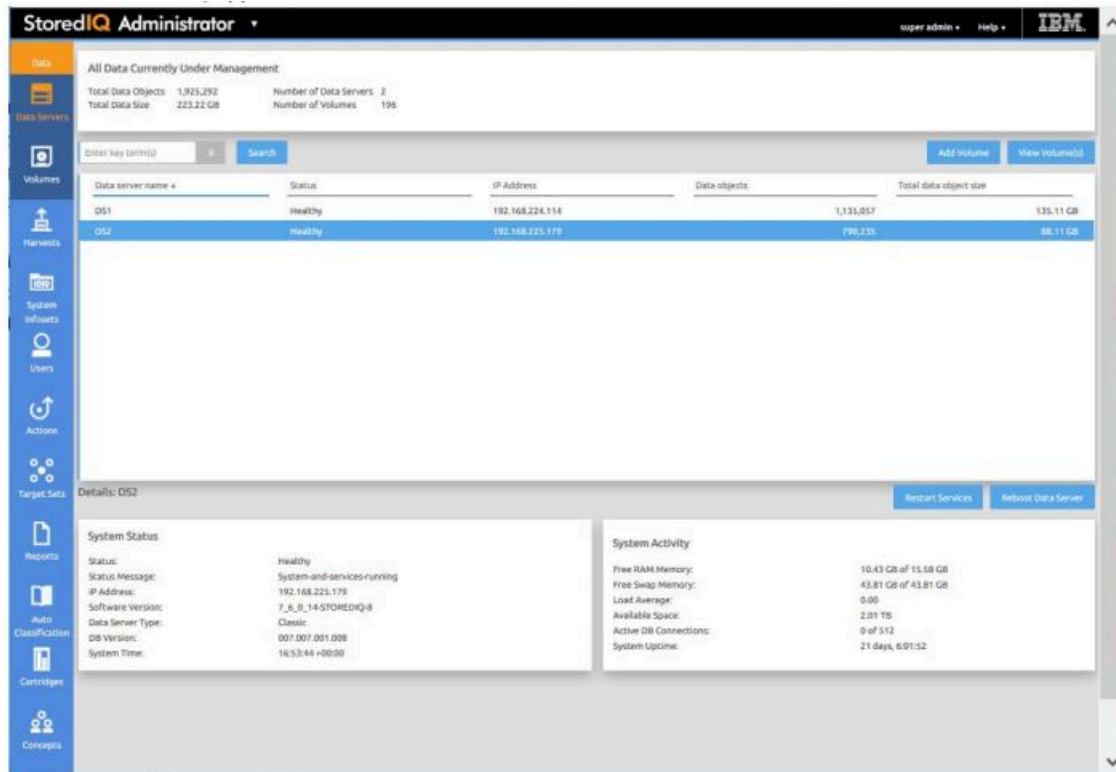 StoredIQ Administrator
super admin Help IBM
Data
Data Servers
Volumes
Harvests
System Infosets
Users
Actions
Target Sets
Reports
Auto Classification
Cartridges
Concepts
All Data Currently Under Management
Total Data Objects 1,925,292 Number of Data Servers 2
Total Data Size 223.22 GB Number of Volumes 196
Enter key term(s) x Search Add Volume View Volume(s)
Data server name Status IP Address Data objects Total data object size
DS1 Healthy 192.168.224.114 1,135,057 135.11 GB
DS2 Healthy 192.168.225.179 790,235 88.11 GB
Details: DS2 Restart Services Reboot Data Server
System Status
Status: Healthy
Status Message: System-and-services-running
IP Address: 192.168.225.179
Software Version: 7_6_0_14-STOREDIQ-8
Data Server Type: Classic
DB Version: 007.007.001.008
System Time: 16:53:44 +00:00
System Activity
Free RAM Memory: 10.43 GB of 15.58 GB
Free Swap Memory: 43.81 GB of 43.81 GB
Load Average: 0.00
Available Space: 2.01 TB
Active DB Connections: 0 of 512
System Uptime: 21 days, 6:01:52